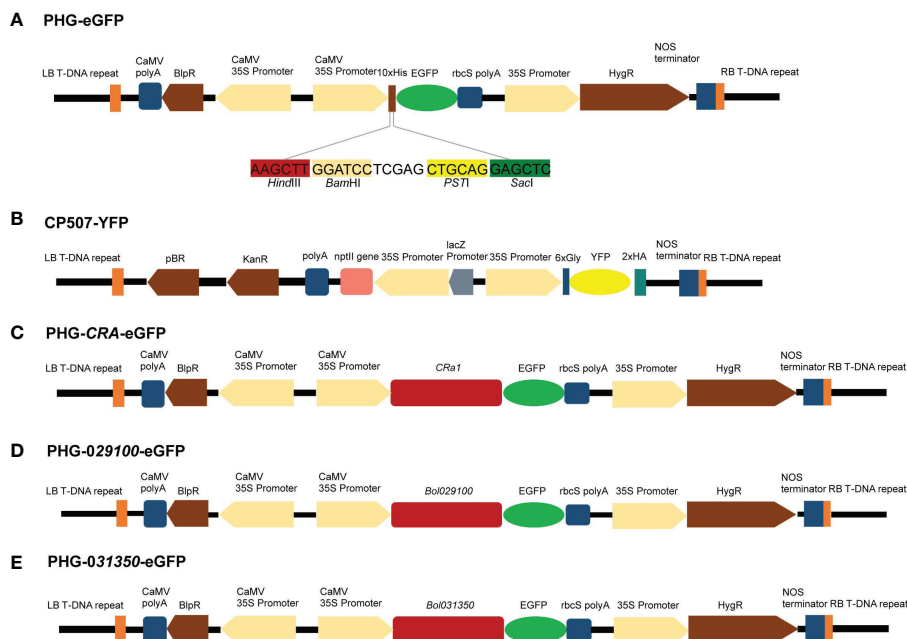 A PHG-eGFP
LB T-DNA repeat
CaMV
polyA
BlpR
CaMV
35S Promoter
CaMV
35S Promoter
10xHis
EGFP
rbcS polyA
35S Promoter
HygR
NOS
terminator
RB T-DNA repeat
AAGCTT GGATCC TCGAG CTGCAG GAGCTC
HindIII BamHI PSTI SacI
B CP507-YFP
LB T-DNA repeat
pBR
KanR
polyA
nptII gene
35S Promoter
lacZ
Promoter
35S Promoter
6xGly
YFP
2xHA
NOS
terminator
RB T-DNA repeat
C PHG-CRA-eGFP
LB T-DNA repeat
CaMV
polyA
BlpR
CaMV
35S Promoter
CaMV
35S Promoter
CRa1
EGFP
rbcS polyA
35S Promoter
HygR
NOS
terminator
RB T-DNA repeat
D PHG-029100-eGFP
LB T-DNA repeat
CaMV
polyA
BlpR
CaMV
35S Promoter
CaMV
35S Promoter
Bol029100
EGFP
rbcS polyA
35S Promoter
HygR
NOS
terminator
RB T-DNA repeat
E PHG-031350-eGFP
LB T-DNA repeat
CaMV
polyA
BlpR
CaMV
35S Promoter
CaMV
35S Promoter
Bol031350
EGFP
rbcS polyA
35S Promoter
HygR
NOS
terminator
RB T-DNA repeat